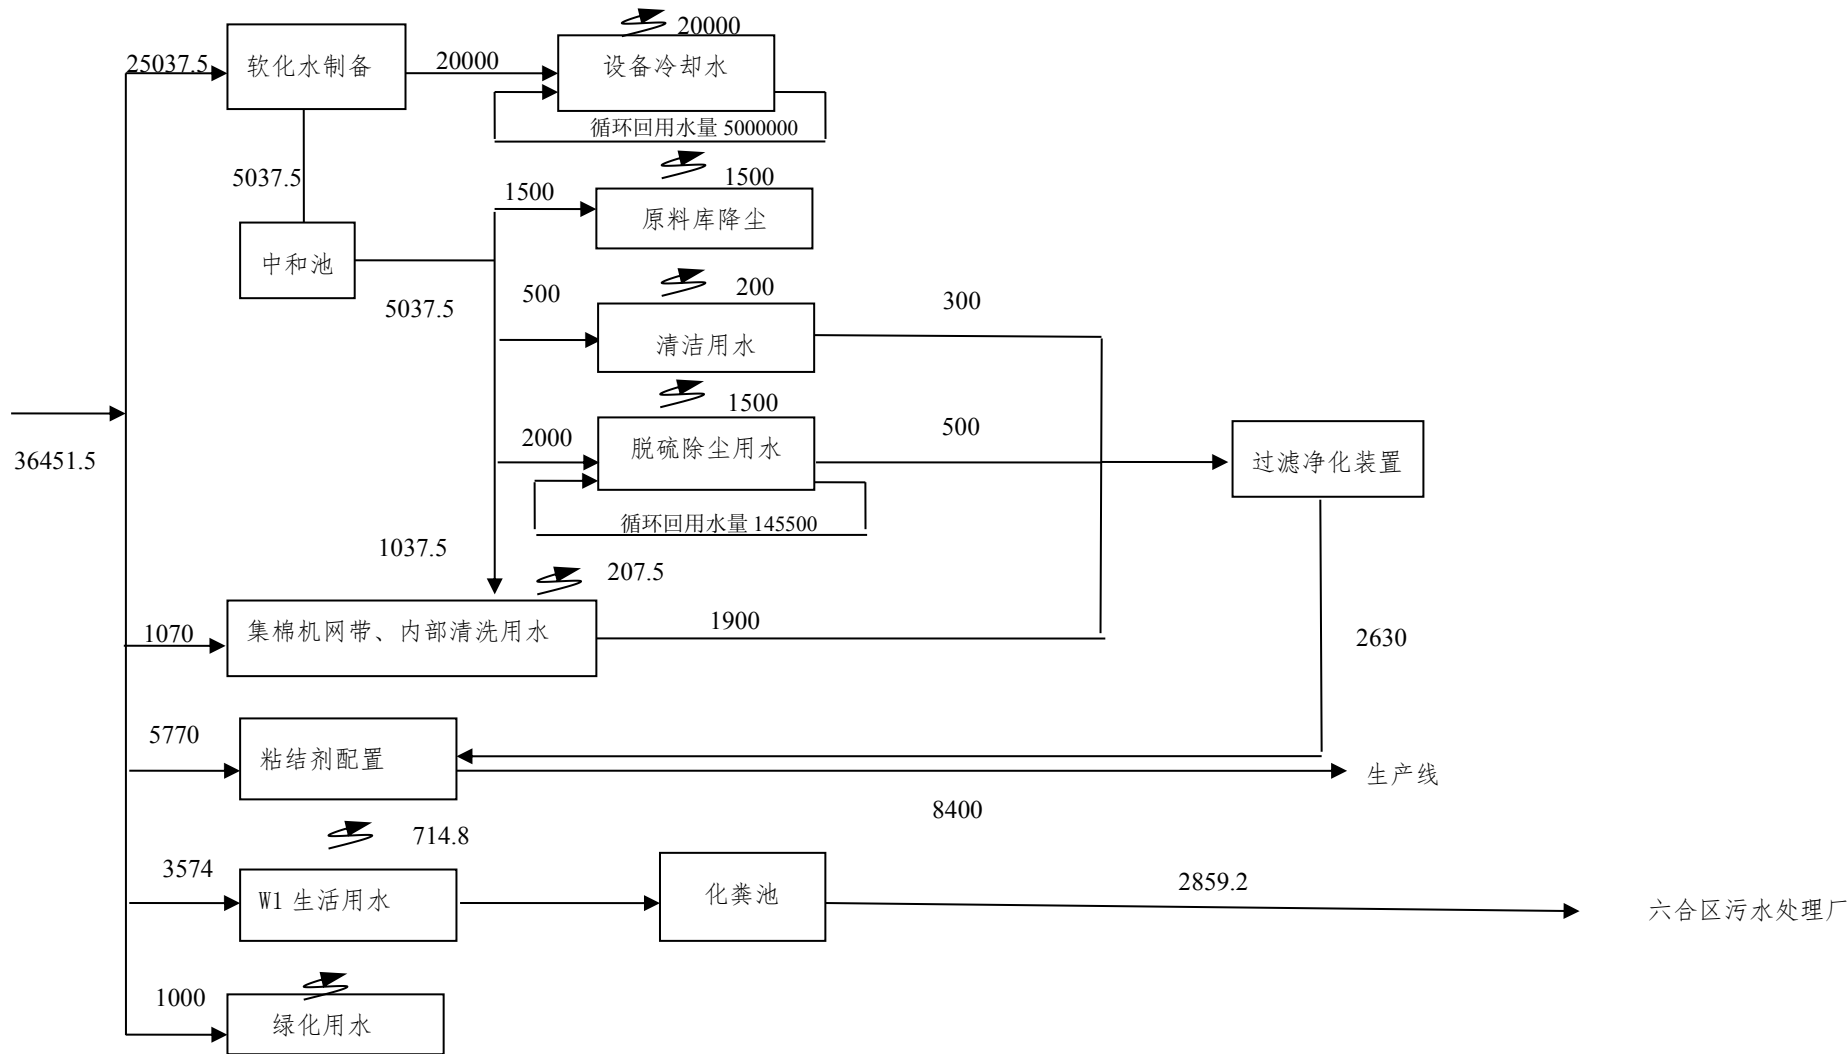 20000
25037.5
软化水制备
20000
设备冷却水
循环回用水量 5000000
5037.5
1500
1500
原料库降尘
中和池
5037.5
500
200
300
清洁用水
1500
2000
脱硫除尘用水
500
36451.5
过滤净化装置
循环回用水量 145500
1037.5
207.5
1070
集棉机网带、内部清洗用水
1900
2630
5770
粘结剂配置
生产线
8400
714.8
3574
W1 生活用水
化粪池
2859.2
六合区污水处理厂
1000
绿化用水